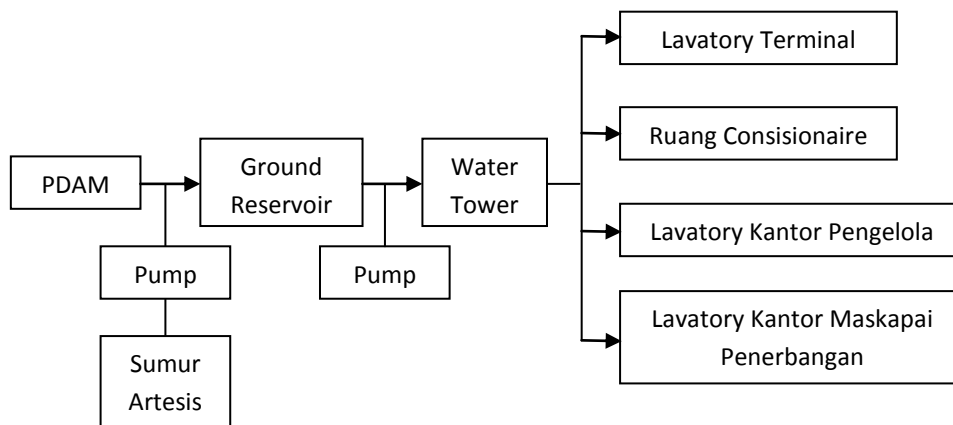 PDAM
Pump
Sumur
Artesis
Ground
Reservoir
Pump
Water
Tower
Lavatory Terminal
Ruang Consisionaire
Lavatory Kantor Pengelola
Lavatory Kantor Maskapai
Penerbangan